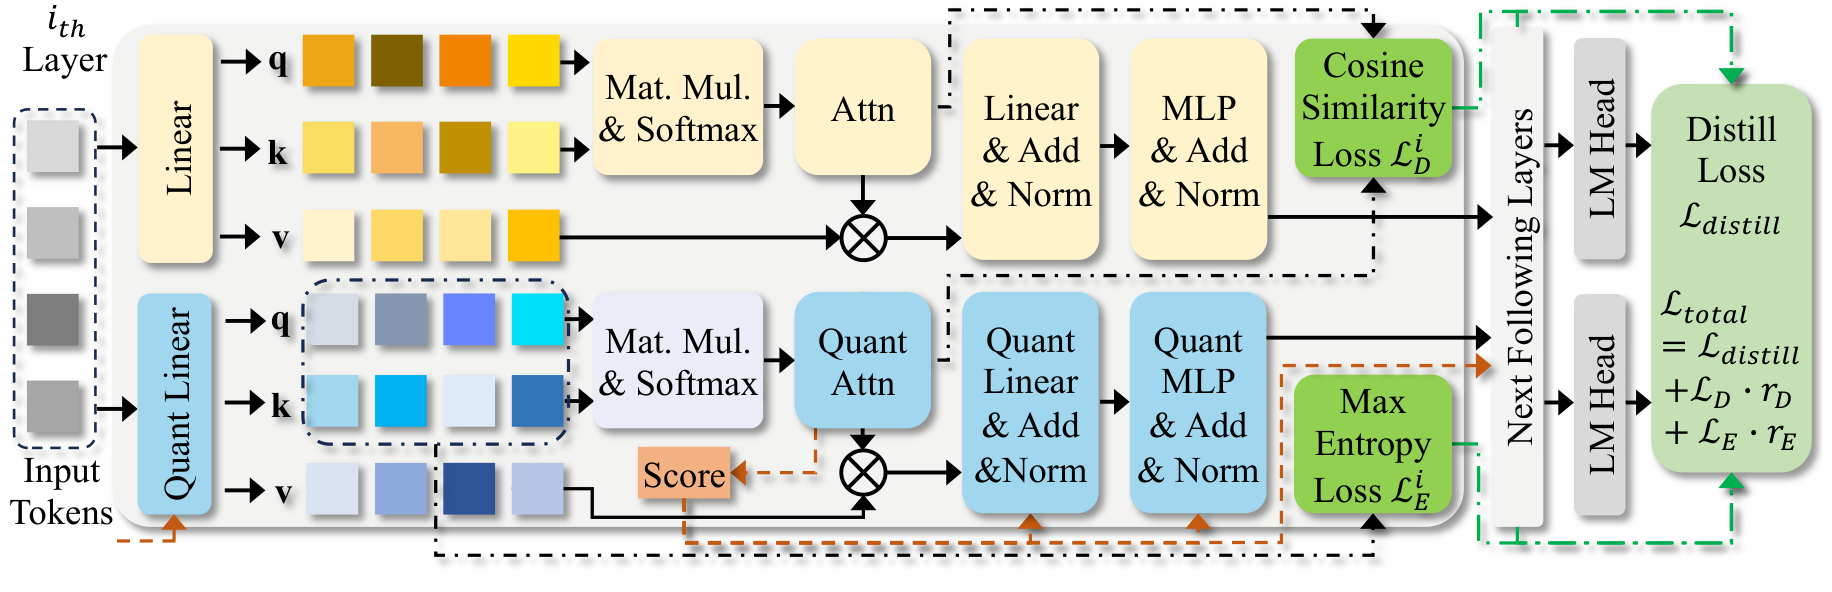 i_th
Layer
Input
Tokens
Linear
q
k
v
Mat. Mul.
& Softmax
Attn
Linear
& Add
& Norm
MLP
& Add
& Norm
Cosine
Similarity
Loss ℒ_D^i
Quant Linear
q
k
v
Mat. Mul.
& Softmax
Quant
Attn
Score
Quant
Linear
& Add
&Norm
Quant
MLP
& Add
& Norm
Max
Entropy
Loss ℒ_E^i
Next Following Layers
LM Head
LM Head
Distill
Loss
ℒ_distill
ℒ_total
= ℒ_distill
+ℒ_D · r_D
+ ℒ_E · r_E